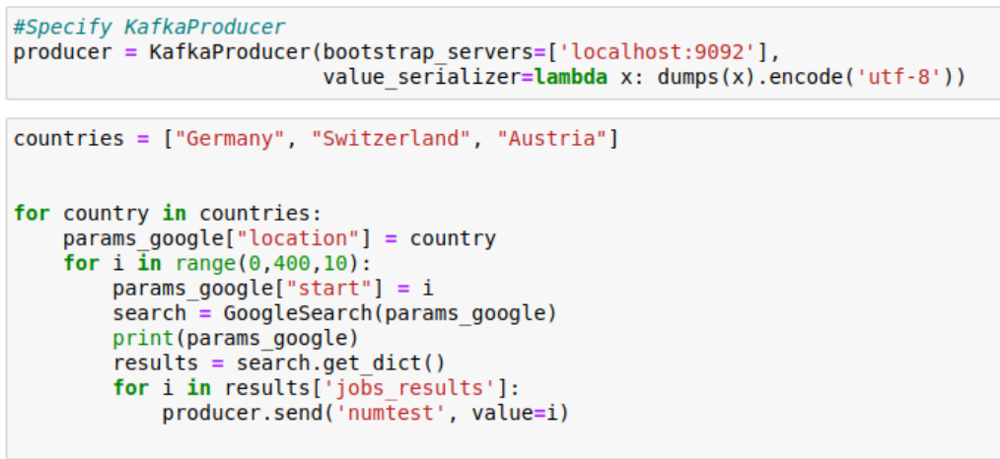 #Specify KafkaProducer
producer = KafkaProducer(bootstrap_servers=['localhost:9092'],
                         value_serializer=lambda x: dumps(x).encode('utf-8'))
countries = ["Germany", "Switzerland", "Austria"]
for country in countries:
    params_google["location"] = country
    for i in range(0,400,10):
        params_google["start"] = i
        search = GoogleSearch(params_google)
        print(params_google)
        results = search.get_dict()
        for i in results['jobs_results']:
            producer.send('numtest', value=i)